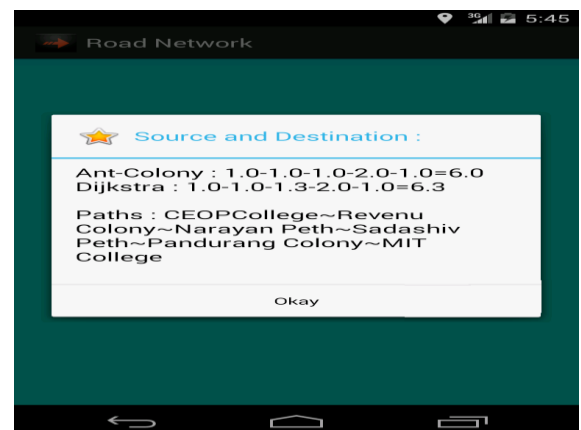 3G 5:45
Road Network
Source and Destination :
Ant-Colony : 1.0-1.0-1.0-2.0-1.0=6.0
Dijkstra : 1.0-1.0-1.3-2.0-1.0=6.3
Paths : CEOPCollege~Revenu
Colony~Narayan Peth~Sadashiv
Peth~Pandurang Colony~MIT
College
Okay